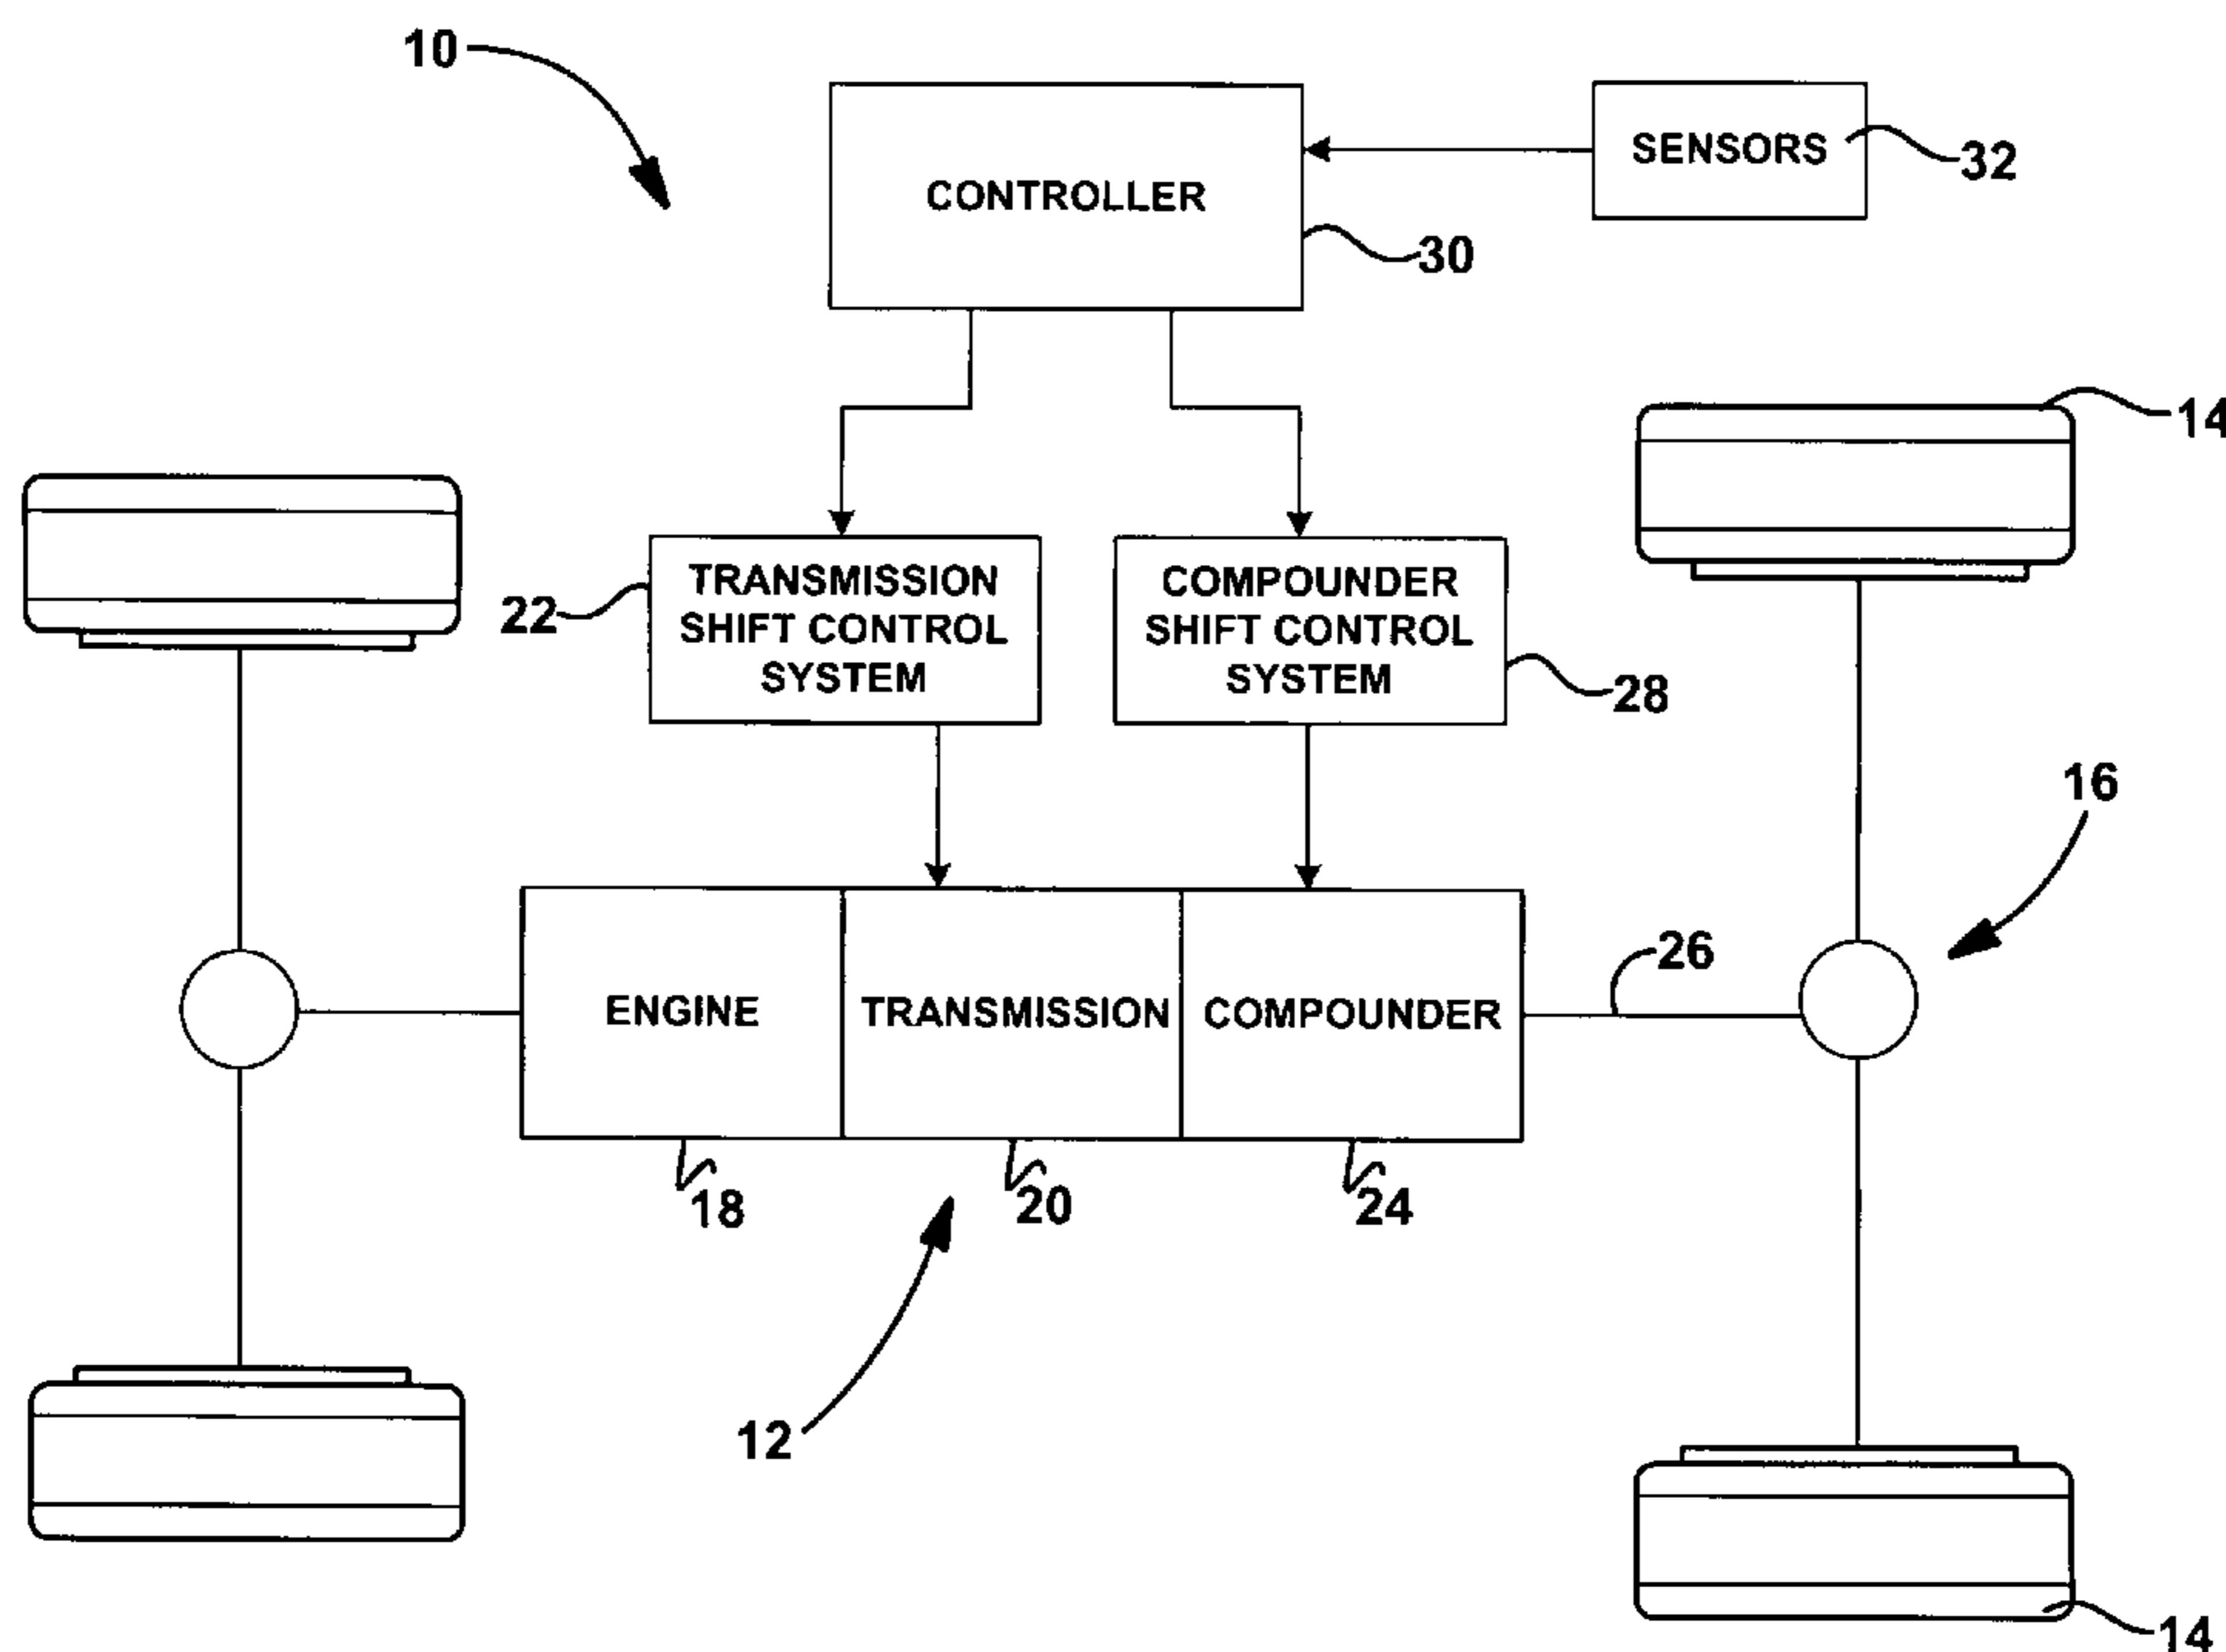 10
CONTROLLER
SENSORS
32
30
14
TRANSMISSION
SHIFT CONTROL
SYSTEM
22
COMPOUNDER
SHIFT CONTROL
SYSTEM
28
16
26
ENGINE
TRANSMISSION
COMPOUNDER
18
20
24
12
14